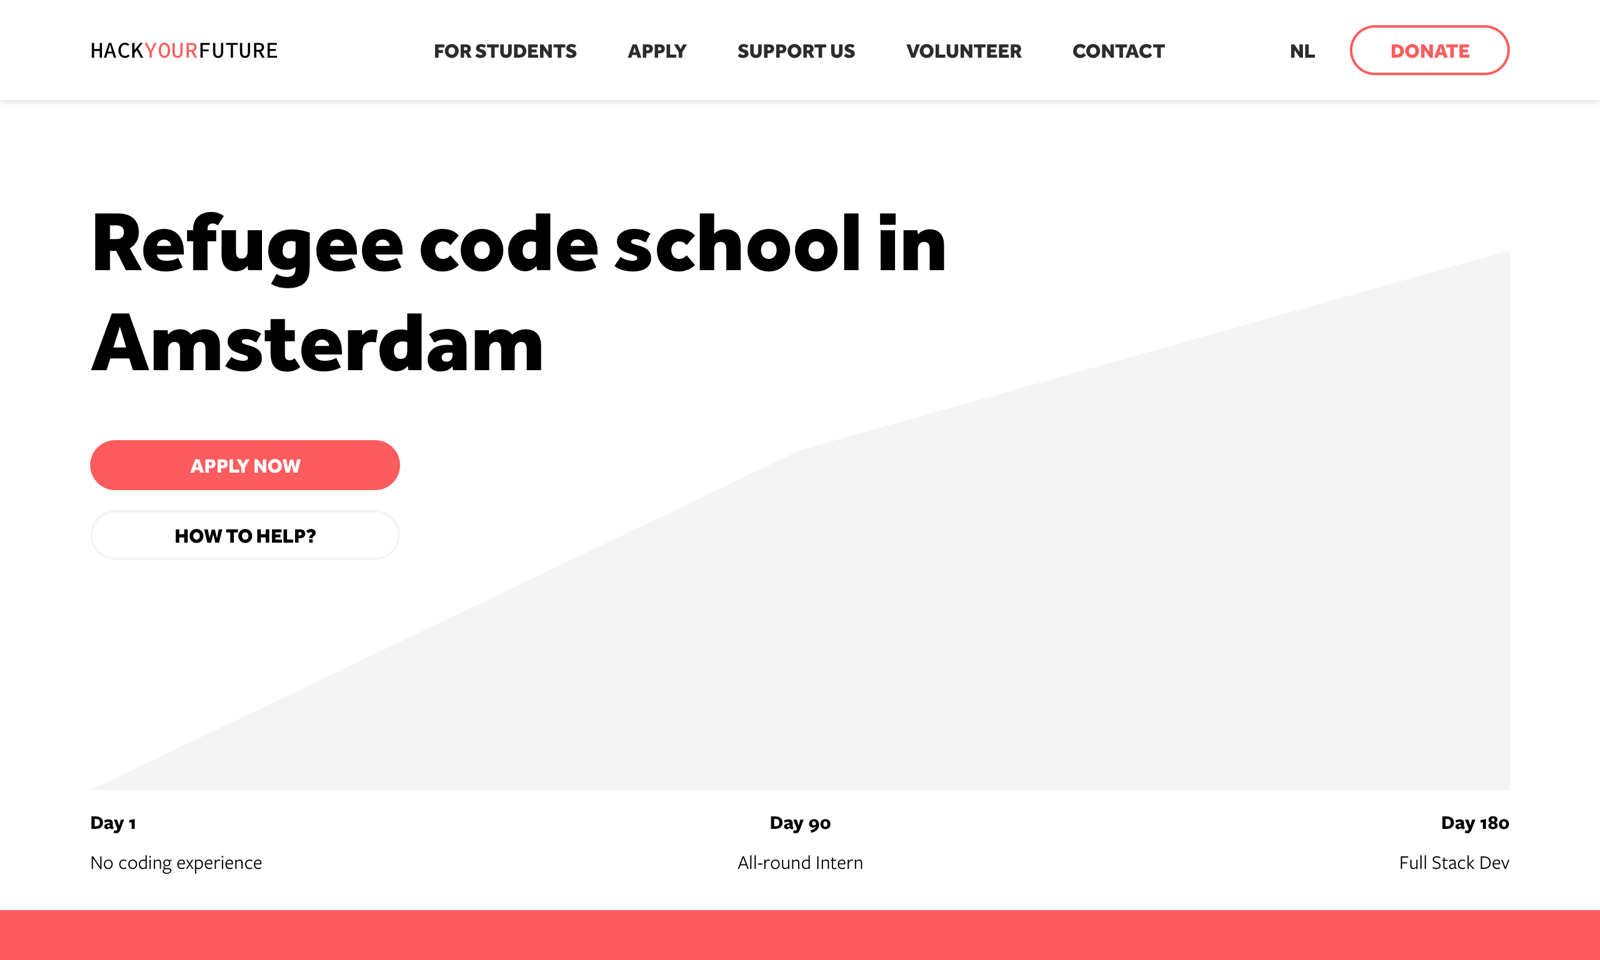 HACKYOURFUTURE
FOR STUDENTS
APPLY
SUPPORT US
VOLUNTEER
CONTACT
NL
DONATE
Refugee code school in
Amsterdam
APPLY NOW
HOW TO HELP?
Day 1
No coding experience
Day 90
All-round Intern
Day 180
Full Stack Dev